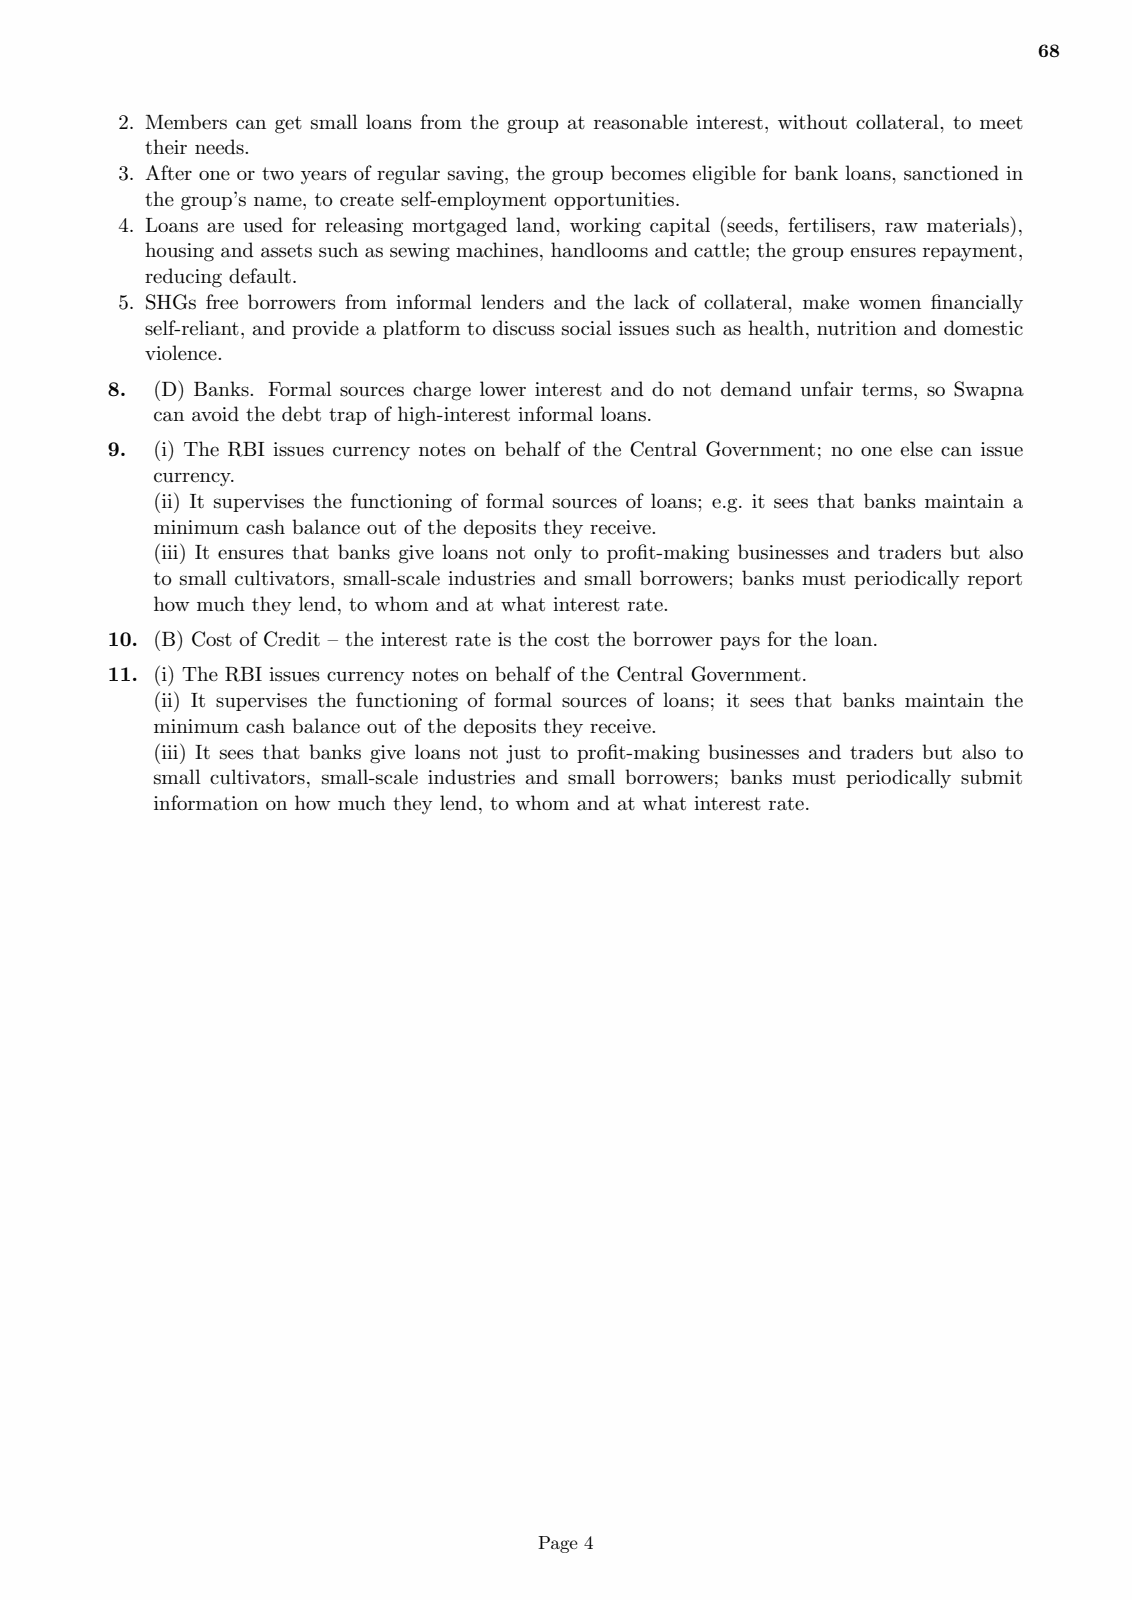 68
2. Members can get small loans from the group at reasonable interest, without collateral, to meet
their needs.
3. After one or two years of regular saving, the group becomes eligible for bank loans, sanctioned in
the group's name, to create self-employment opportunities.
4. Loans are used for releasing mortgaged land, working capital (seeds, fertilisers, raw materials),
housing and assets such as sewing machines, handlooms and cattle; the group ensures repayment,
reducing default.
5. SHGs free borrowers from informal lenders and the lack of collateral, make women financially
self-reliant, and provide a platform to discuss social issues such as health, nutrition and domestic
violence.
8. (D) Banks. Formal sources charge lower interest and do not demand unfair terms, so Swapna
can avoid the debt trap of high-interest informal loans.
9. (i) The RBI issues currency notes on behalf of the Central Government; no one else can issue
currency.
(ii) It supervises the functioning of formal sources of loans; e.g. it sees that banks maintain a
minimum cash balance out of the deposits they receive.
(iii) It ensures that banks give loans not only to profit-making businesses and traders but also
to small cultivators, small-scale industries and small borrowers; banks must periodically report
how much they lend, to whom and at what interest rate.
10. (B) Cost of Credit – the interest rate is the cost the borrower pays for the loan.
11. (i) The RBI issues currency notes on behalf of the Central Government.
(ii) It supervises the functioning of formal sources of loans; it sees that banks maintain the
minimum cash balance out of the deposits they receive.
(iii) It sees that banks give loans not just to profit-making businesses and traders but also to
small cultivators, small-scale industries and small borrowers; banks must periodically submit
information on how much they lend, to whom and at what interest rate.
Page 4